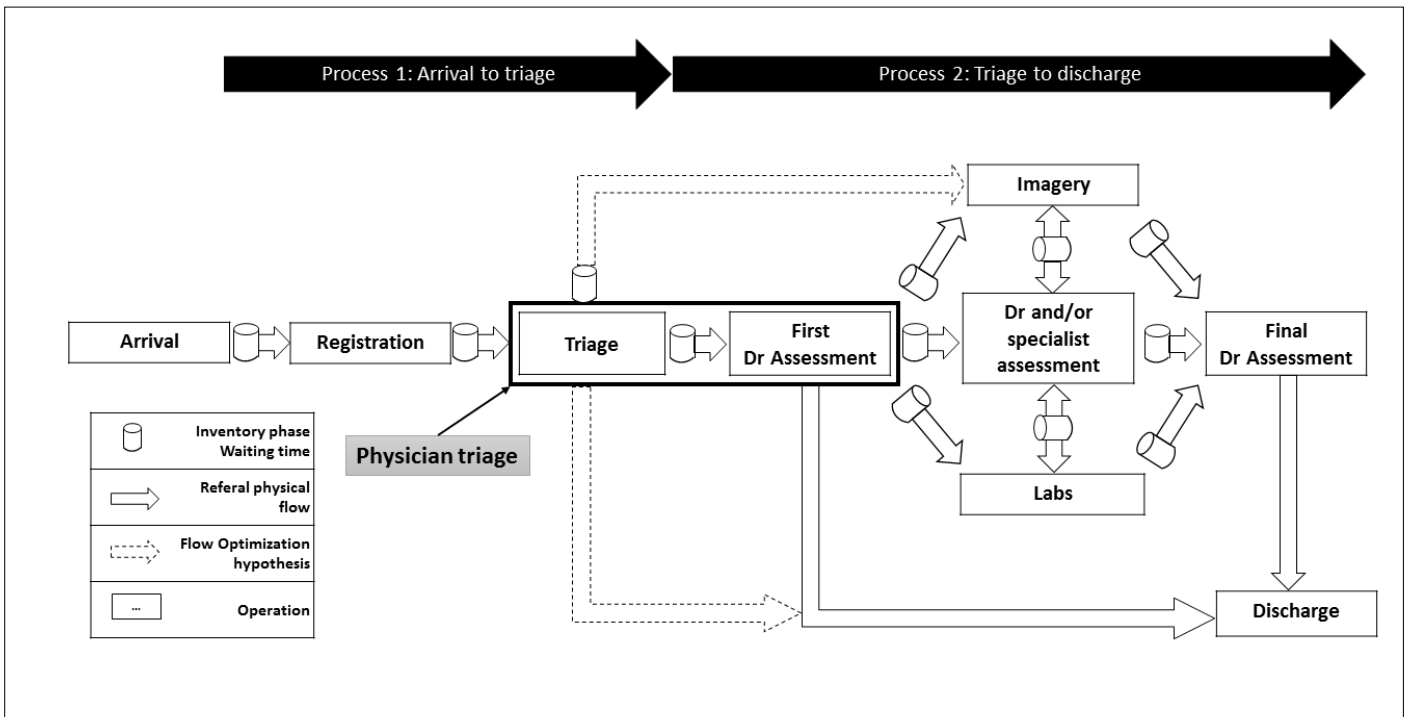 Process 1: Arrival to triage
Process 2: Triage to discharge
Imagery
Arrival
Registration
Triage
First
Dr Assessment
Dr and/or
specialist
assessment
Final
Dr Assessment
Physician triage
Labs
Discharge
Inventory phase
Waiting time
Referal physical
flow
Flow Optimization
hypothesis
...
Operation